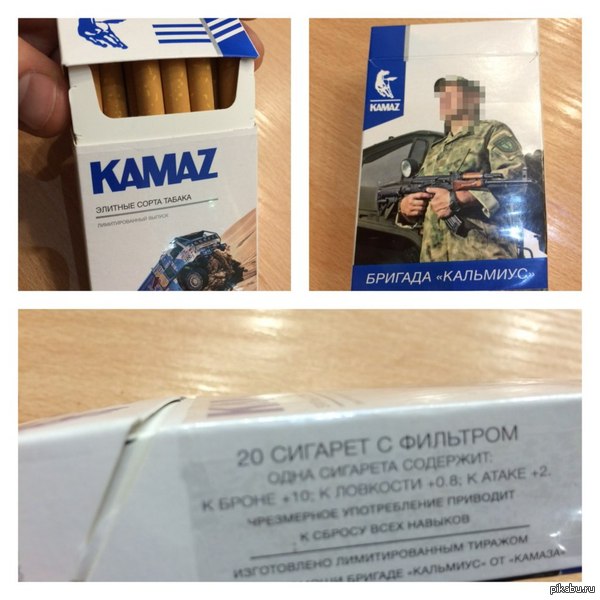 KAMAZ
ЭЛИТНЫЕ СОРТА ТАБАКА
ЛИМИТИРОВАННЫЙ ВЫПУСК
KAMAZ
БРИГАДА «КАЛЬМИУС»
KAMAZ
20 СИГАРЕТ С ФИЛЬТРОМ
ОДНА СИГАРЕТА СОДЕРЖИТ:
К БРОНЕ +10; К ЛОВКОСТИ +0.8; К АТАКЕ +2.
ЧРЕЗМЕРНОЕ УПОТРЕБЛЕНИЕ ПРИВОДИТ
К СБРОСУ ВСЕХ НАВЫКОВ
ИЗГОТОВЛЕНО ЛИМИТИРОВАННЫМ ТИРАЖОМ
БРИГАДЕ «КАЛЬМИУС» ОТ «КАМАЗА»
pikabu.ru